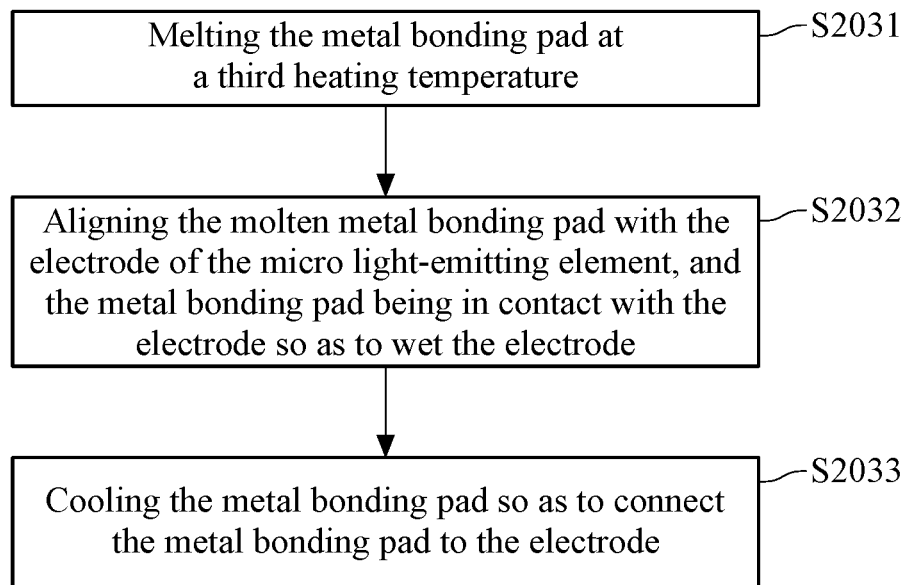 Melting the metal bonding pad at
a third heating temperature
S2031
Aligning the molten metal bonding pad with the
electrode of the micro light-emitting element, and
the metal bonding pad being in contact with the
electrode so as to wet the electrode
S2032
Cooling the metal bonding pad so as to connect
the metal bonding pad to the electrode
S2033